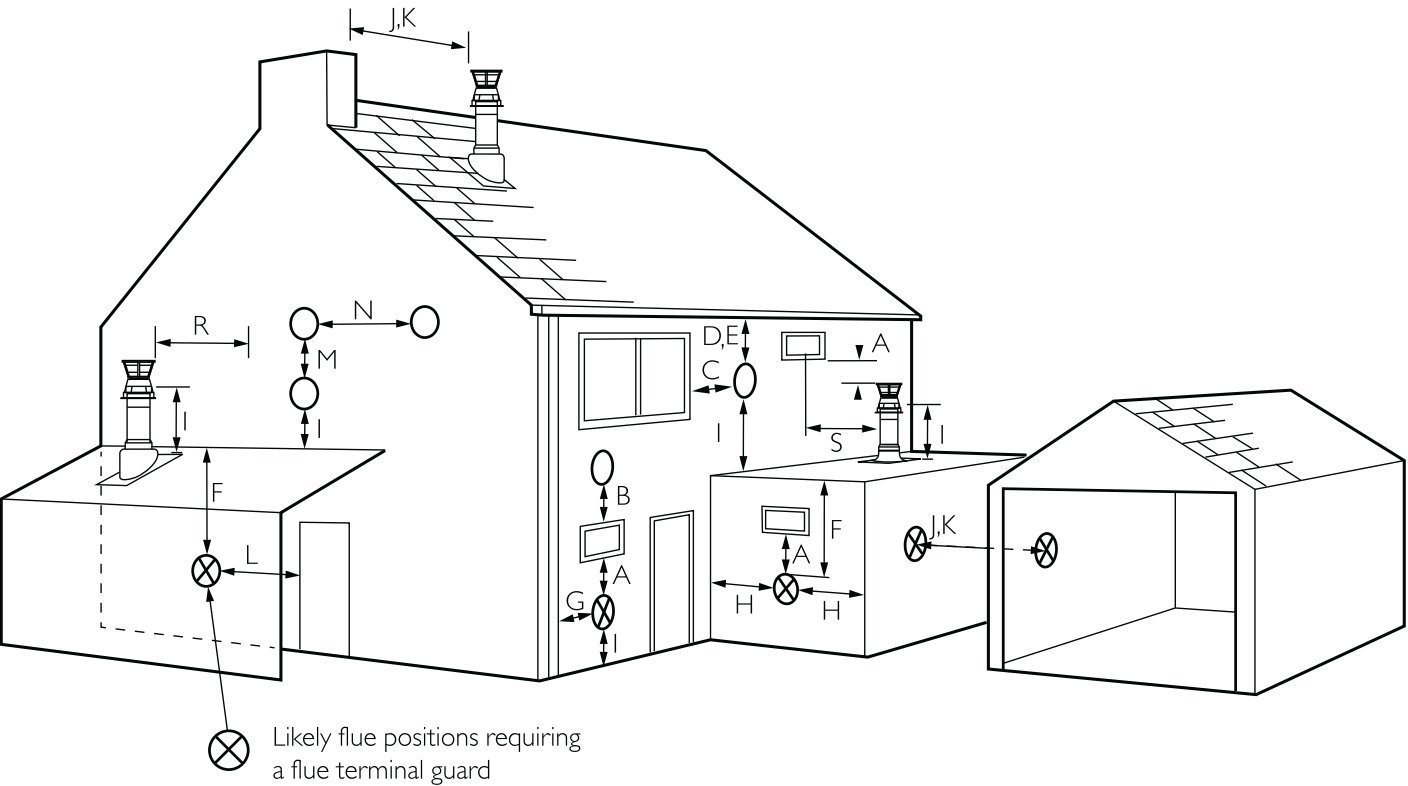 J,K
N
R
M
D,E
A
C
I
I
I
S
I
F
B
F
J,K
L
A
A
G
H
H
I
Likely flue positions requiring
a flue terminal guard